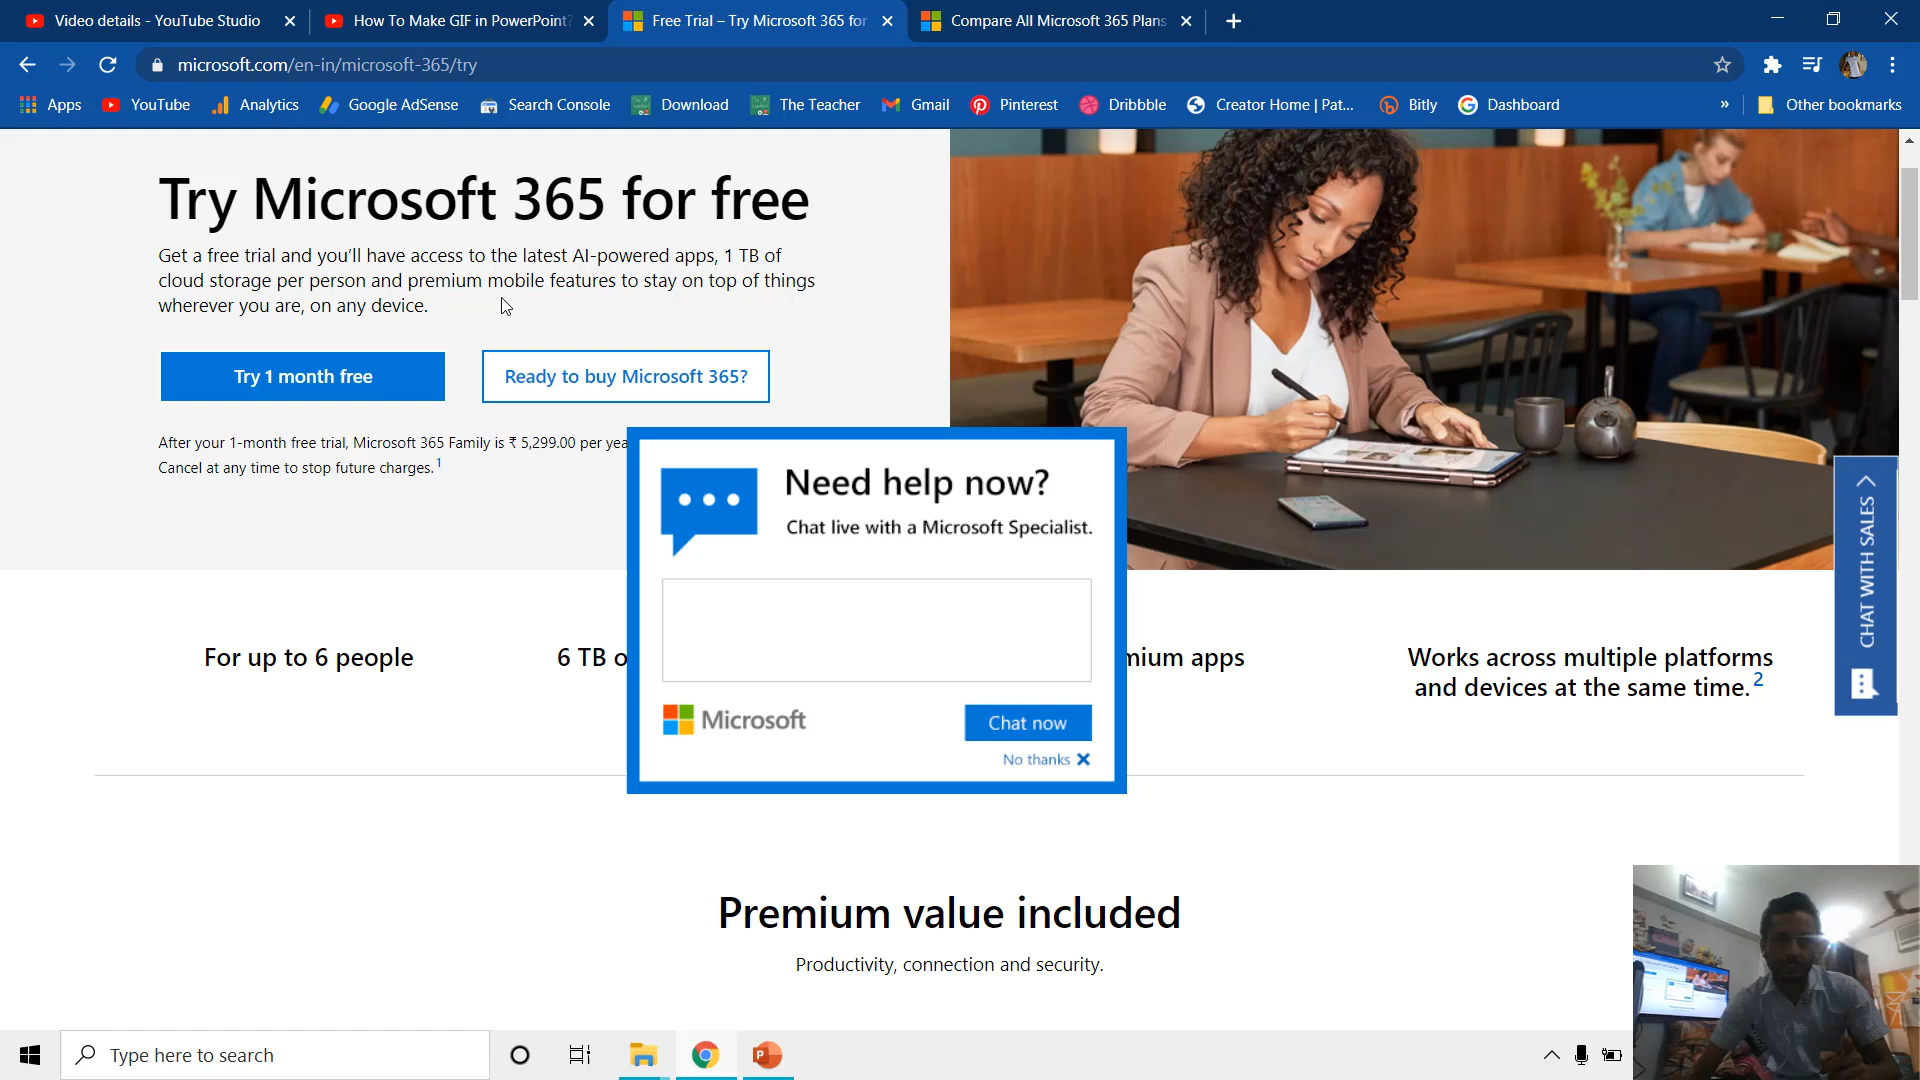 Video details - YouTube Studio
How To Make GIF in PowerPoint?
Free Trial – Try Microsoft 365 for
Compare All Microsoft 365 Plans
microsoft.com/en-in/microsoft-365/try
Apps
YouTube
Analytics
Google AdSense
Search Console
Download
The Teacher
Gmail
Pinterest
Dribbble
Creator Home | Pat...
Bitly
Dashboard
»
Other bookmarks
Try Microsoft 365 for free
Get a free trial and you'll have access to the latest AI-powered apps, 1 TB of
cloud storage per person and premium mobile features to stay on top of things
wherever you are, on any device.
Try 1 month free
Ready to buy Microsoft 365?
After your 1-month free trial, Microsoft 365 Family is ₹ 5,299.00 per yea
Cancel at any time to stop future charges.1
Need help now?
Chat live with a Microsoft Specialist.
Microsoft
Chat now
No thanks
CHAT WITH SALES
For up to 6 people
6 TB o
mium apps
Works across multiple platforms
and devices at the same time.2
Premium value included
Productivity, connection and security.
Type here to search